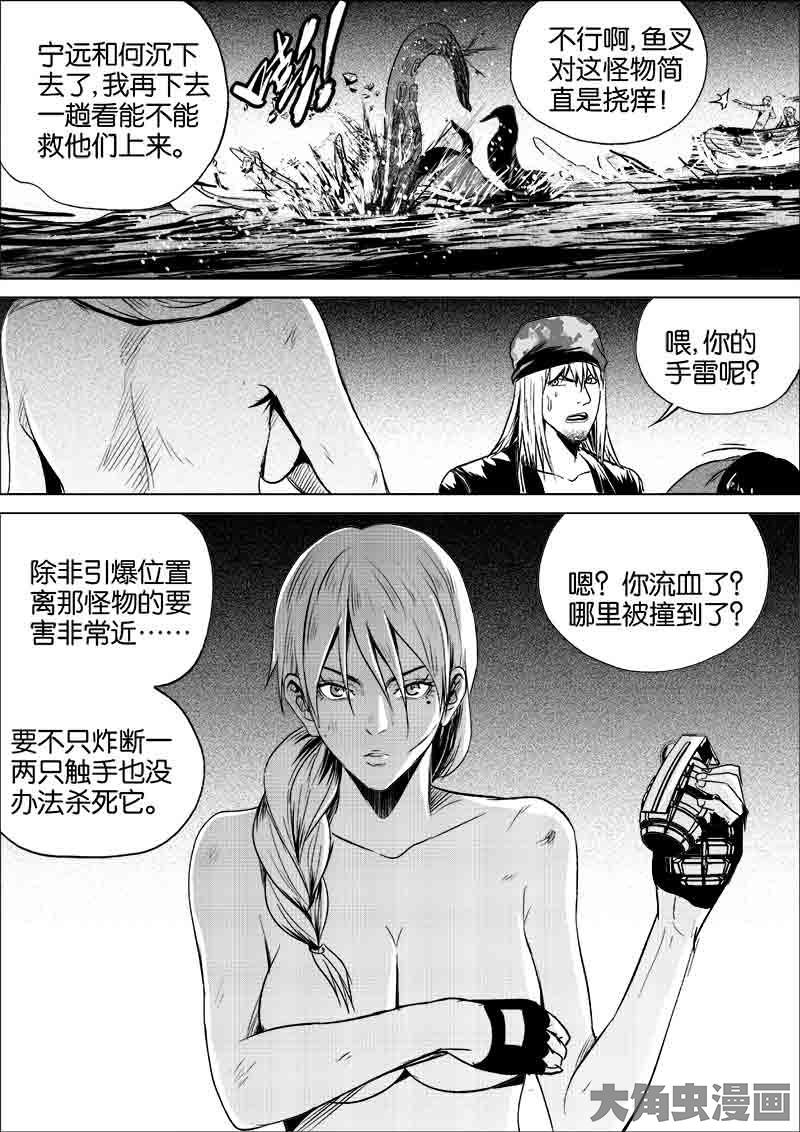 不行啊，鱼叉
对这怪物简
直是挠痒！
宁远和何沉下
去了，我再下去
一趟看能不能
救他们上来。
喂，你的
手雷呢？
嗯？你流血了？
哪里被撞到了？
除非引爆位置
离那怪物的要
害非常近……
要不只炸断一
两只触手也没
办法杀死它。
大角虫漫画